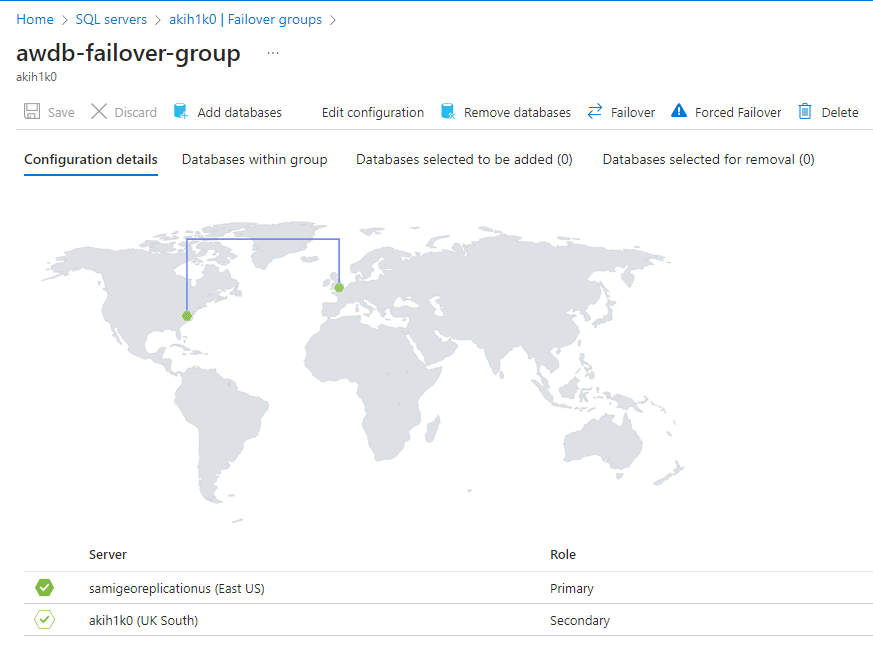 Home > SQL servers > akih1k0 | Failover groups >
awdb-failover-group ...
akih1k0
Save Discard Add databases Edit configuration Remove databases Failover Forced Failover Delete
Configuration details Databases within group Databases selected to be added (0) Databases selected for removal (0)
Server Role
samigeoreplicationus (East US) Primary
akih1k0 (UK South) Secondary